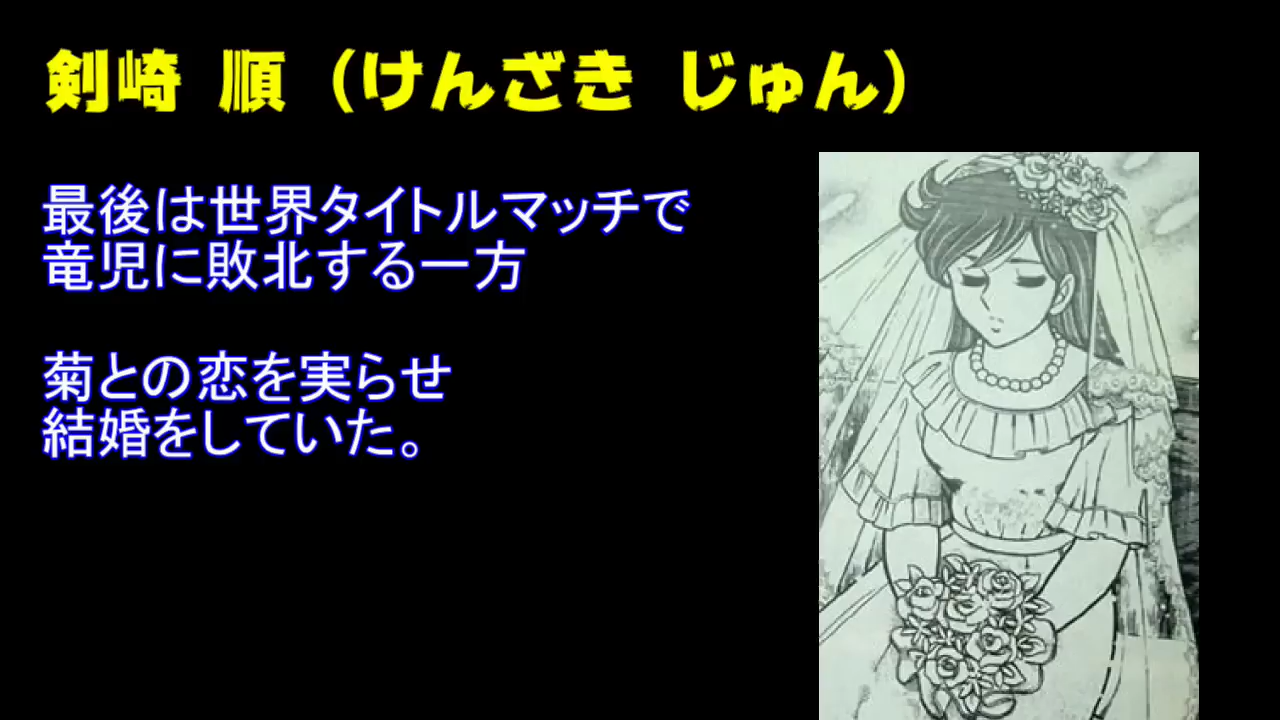 剣崎 順（けんざき じゅん）
最後は世界タイトルマッチで
竜児に敗北する一方
菊との恋を実らせ
結婚をしていた。